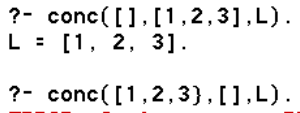 ?- conc([],[1,2,3],L).
L = [1, 2, 3].
?- conc([1,2,3},[],L).